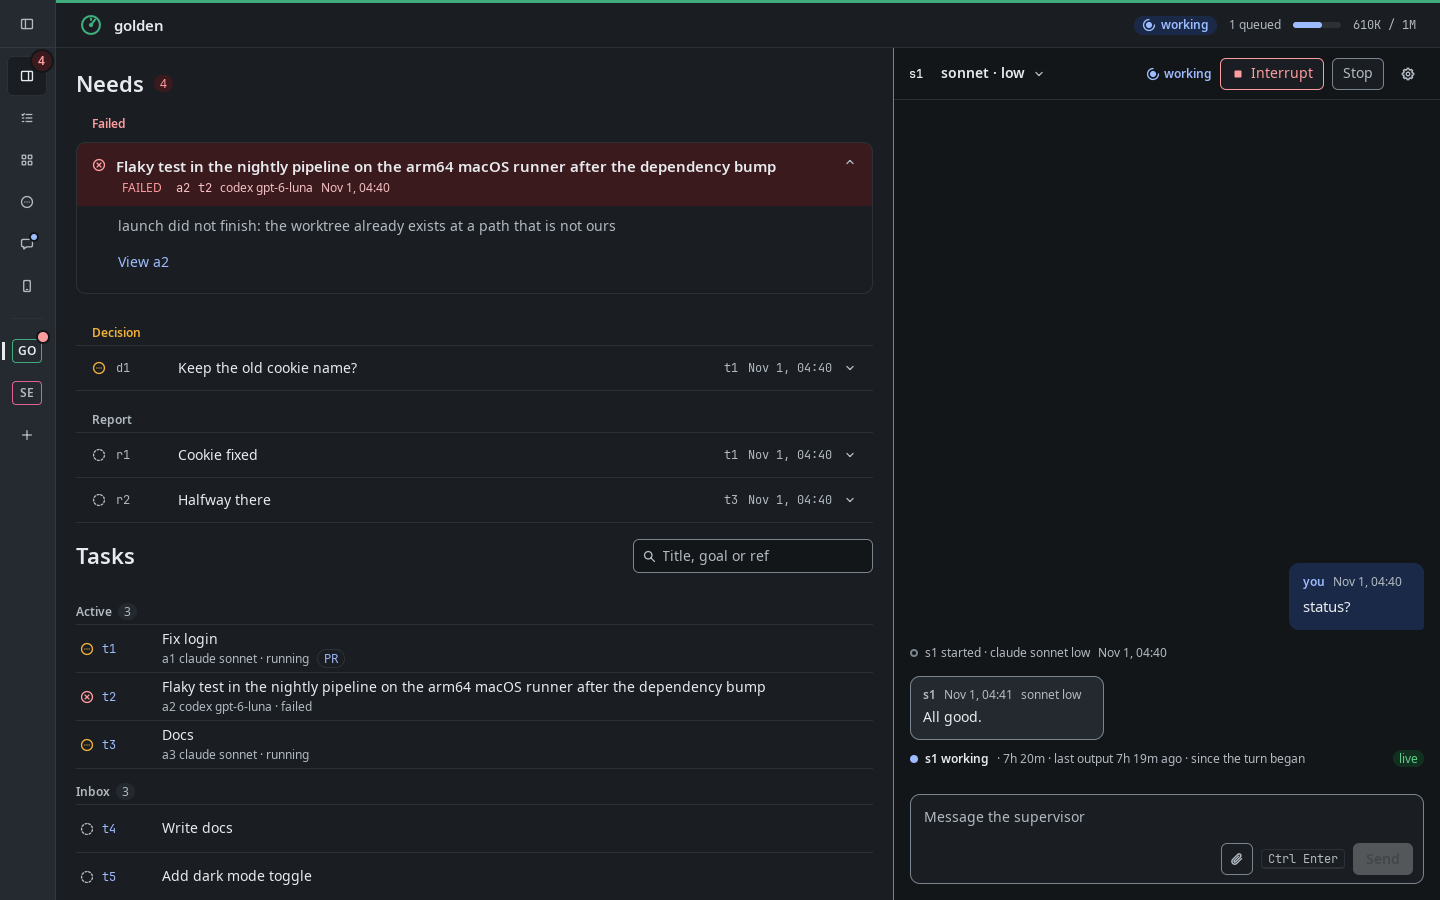 golden
working
1 queued
610K / 1M
4
GO
SE
Needs 4
Failed
Flaky test in the nightly pipeline on the arm64 macOS runner after the dependency bump
FAILED a2 t2 codex gpt-6-luna Nov 1, 04:40
launch did not finish: the worktree already exists at a path that is not ours
View a2
Decision
d1 Keep the old cookie name? t1 Nov 1, 04:40
Report
r1 Cookie fixed t1 Nov 1, 04:40
r2 Halfway there t3 Nov 1, 04:40
Tasks
Title, goal or ref
Active 3
t1 Fix login
a1 claude sonnet · running PR
t2 Flaky test in the nightly pipeline on the arm64 macOS runner after the dependency bump
a2 codex gpt-6-luna · failed
t3 Docs
a3 claude sonnet · running
Inbox 3
t4 Write docs
t5 Add dark mode toggle
s1 sonnet · low
working
Interrupt
Stop
you Nov 1, 04:40
status?
s1 started · claude sonnet low Nov 1, 04:40
s1 Nov 1, 04:41 sonnet low
All good.
s1 working · 7h 20m · last output 7h 19m ago · since the turn began
live
Message the supervisor
Ctrl Enter
Send